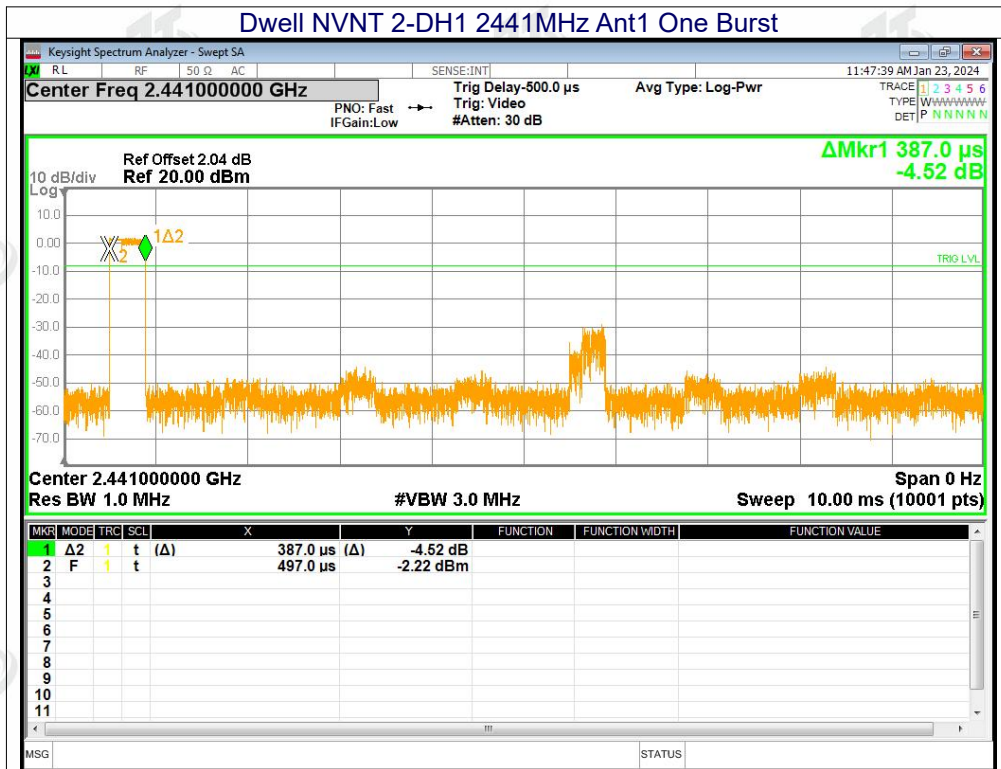 Dwell NVNT 2-DH1 2441MHz Ant1 One Burst
Keysight Spectrum Analyzer - Swept SA
LXI RL RF 50 Ω AC SENSE:INT 11:47:39 AM Jan 23, 2024
Center Freq 2.441000000 GHz Trig Delay-500.0 µs Avg Type: Log-Pwr TRACE 1 2 3 4 5 6
PNO: Fast Trig: Video TYPE WWWWWWW
IFGain:Low #Atten: 30 dB DET P N N N N N
ΔMkr1 387.0 µs
-4.52 dB
Ref Offset 2.04 dB
10 dB/div Ref 20.00 dBm
Log
10.0
0.00
1Δ2
2
TRIG LVL
-10.0
-20.0
-30.0
-40.0
-50.0
-60.0
-70.0
Center 2.441000000 GHz Span 0 Hz
Res BW 1.0 MHz #VBW 3.0 MHz Sweep 10.00 ms (10001 pts)
MKR MODE TRC SCL X Y FUNCTION FUNCTION WIDTH FUNCTION VALUE
1 Δ2 1 t (Δ) 387.0 µs (Δ) -4.52 dB
2 F 1 t 497.0 µs -2.22 dBm
3
4
5
6
7
8
9
10
11
MSG STATUS